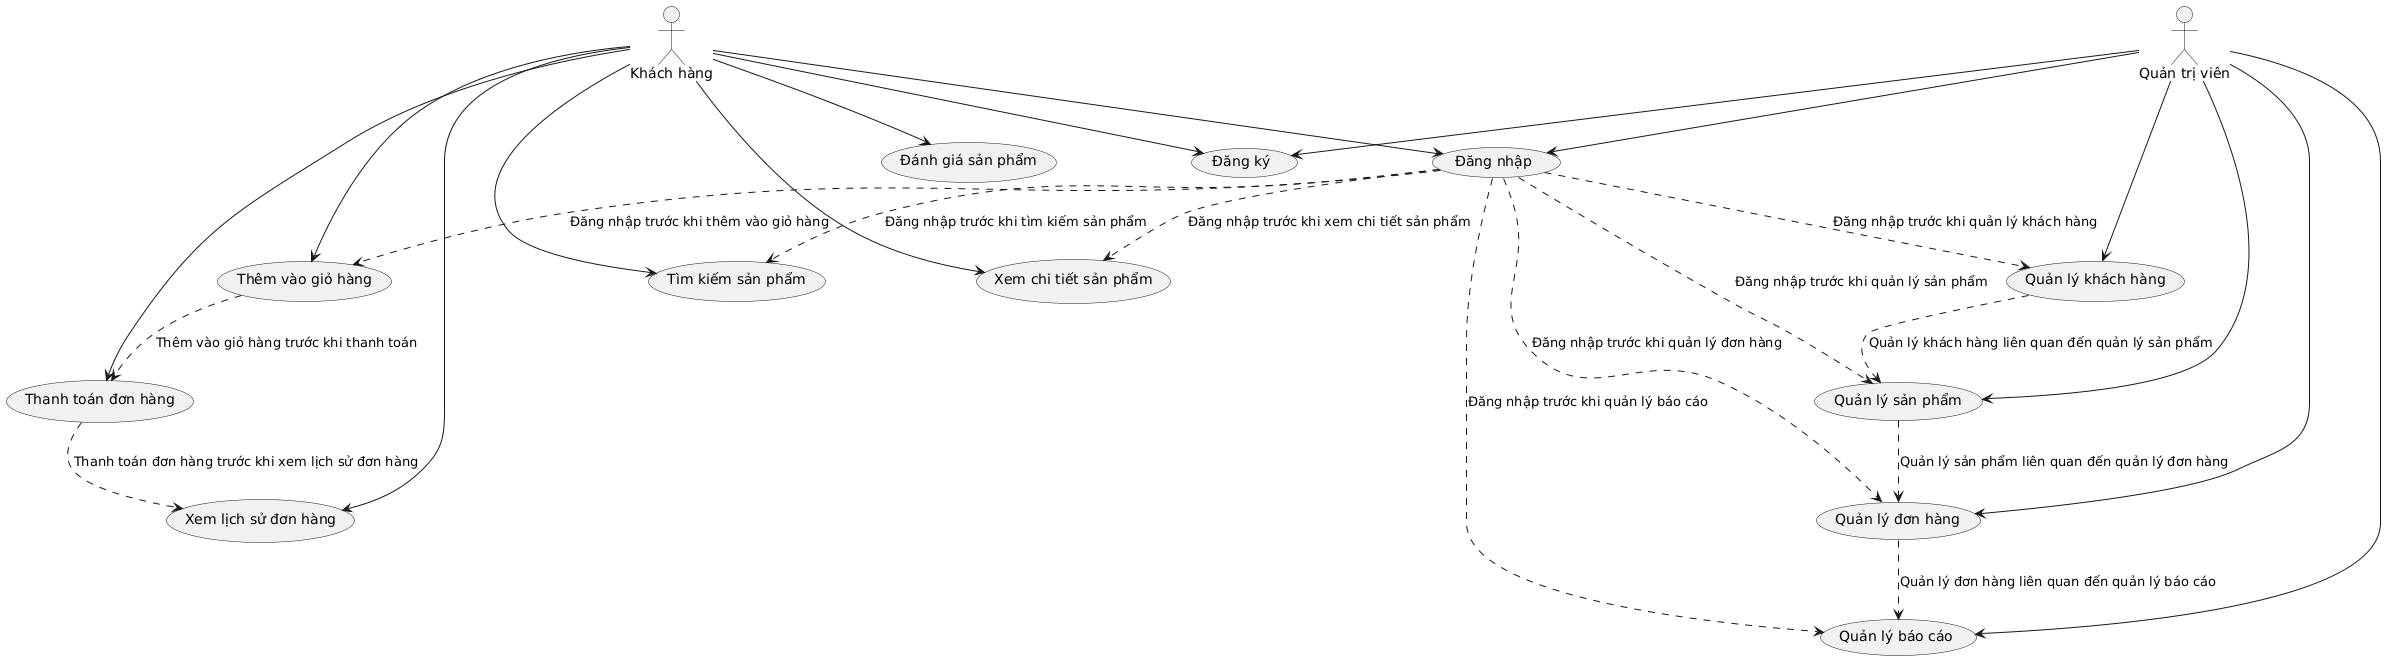 Khách hàng
Quản trị viên
Đánh giá sản phẩm
Đăng ký
Đăng nhập
Đăng nhập trước khi thêm vào giỏ hàng
Đăng nhập trước khi tìm kiếm sản phẩm
Đăng nhập trước khi xem chi tiết sản phẩm
Đăng nhập trước khi quản lý khách hàng
Thêm vào giỏ hàng
Tìm kiếm sản phẩm
Xem chi tiết sản phẩm
Đăng nhập trước khi quản lý sản phẩm
Quản lý khách hàng
Thêm vào giỏ hàng trước khi thanh toán
Đăng nhập trước khi quản lý đơn hàng
Quản lý khách hàng liên quan đến quản lý sản phẩm
Thanh toán đơn hàng
Đăng nhập trước khi quản lý báo cáo
Quản lý sản phẩm
Thanh toán đơn hàng trước khi xem lịch sử đơn hàng
Quản lý sản phẩm liên quan đến quản lý đơn hàng
Xem lịch sử đơn hàng
Quản lý đơn hàng
Quản lý đơn hàng liên quan đến quản lý báo cáo
Quản lý báo cáo